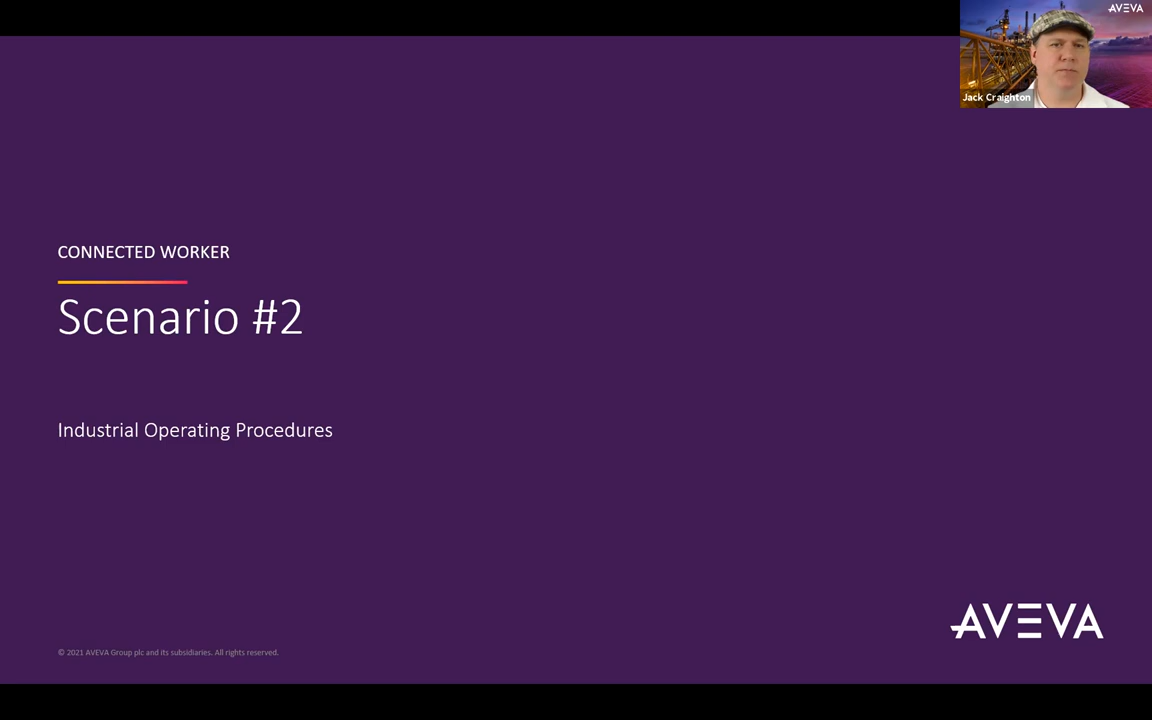 AVEVA
Jack Craighton
CONNECTED WORKER
Scenario #2
Industrial Operating Procedures
AVEVA
© 2021 AVEVA Group plc and its subsidiaries. All rights reserved.